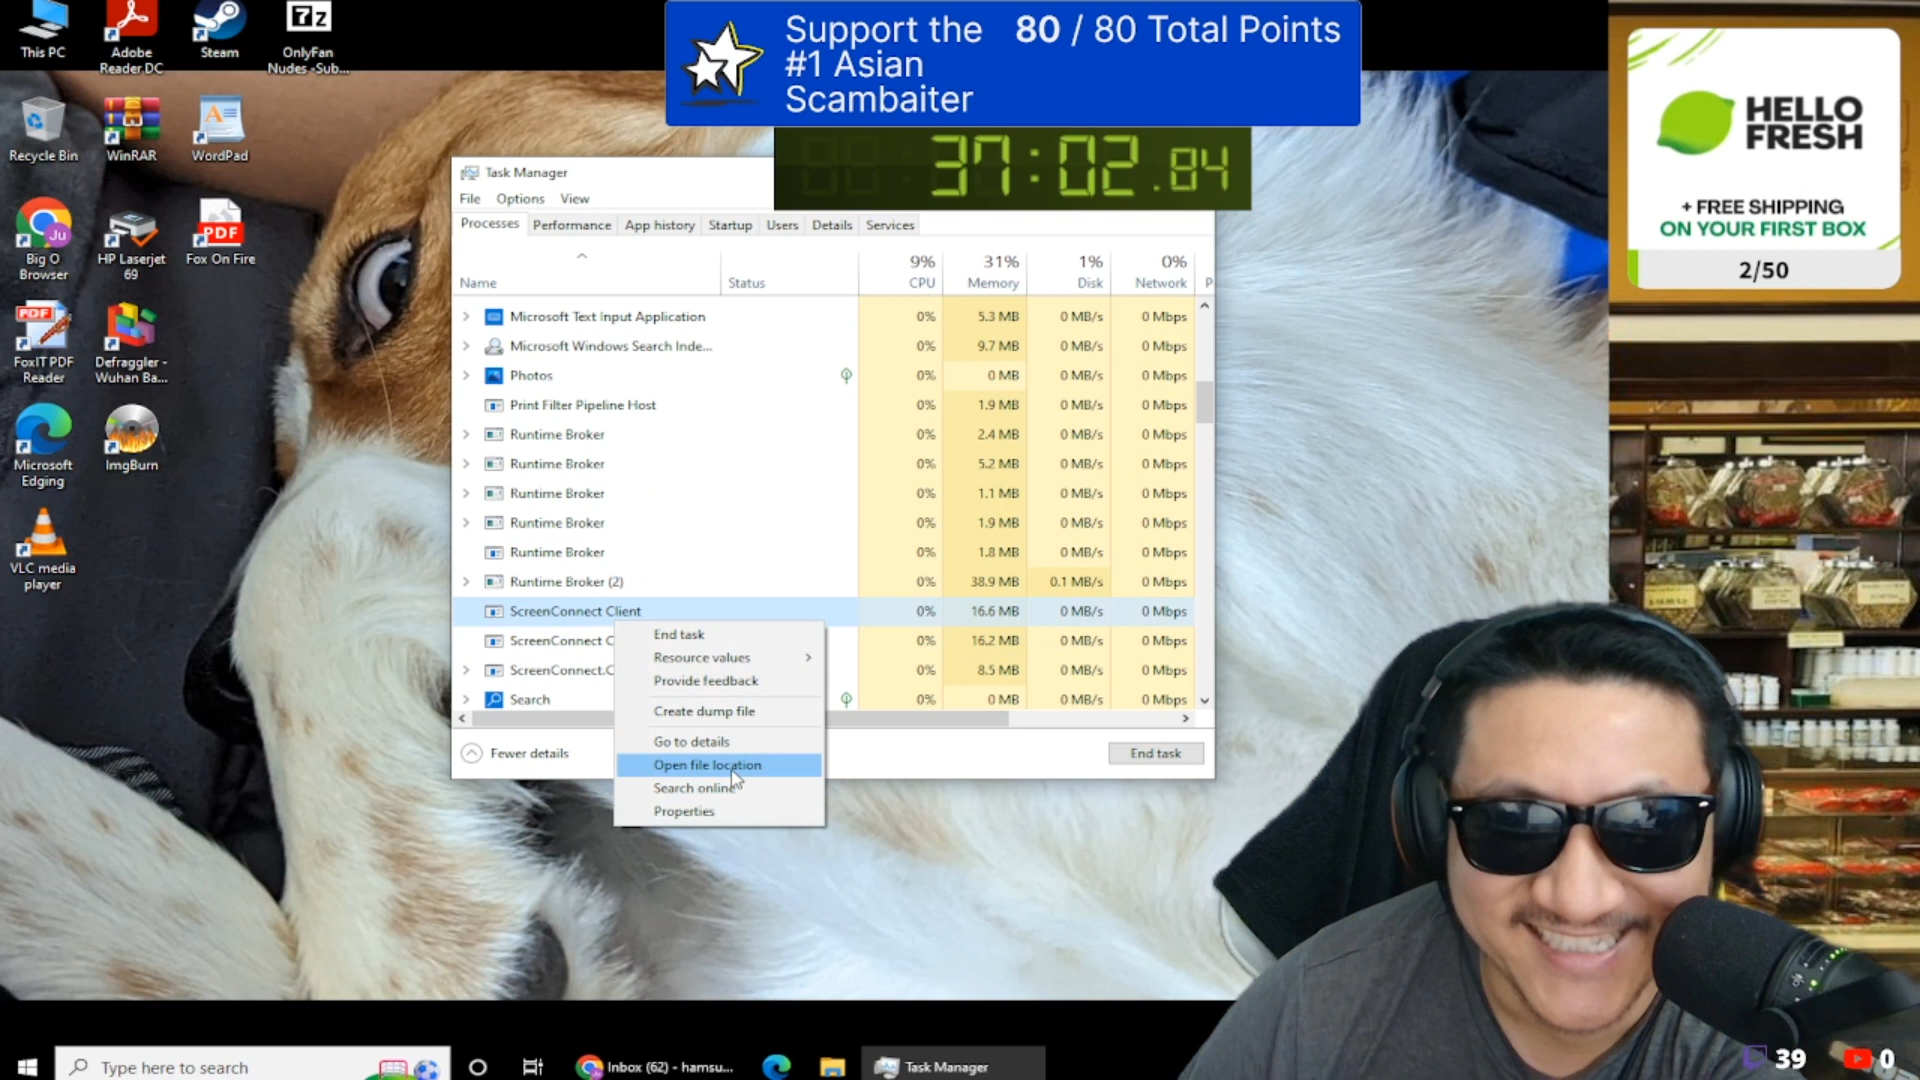 This PC
Adobe
Reader DC
Steam
7z
OnlyFan
Nudes -Sub...
Recycle Bin
WinRAR
WordPad
Ju
Big O
Browser
HP Laserjet
69
PDF
Fox On Fire
PDF
FoxIT PDF
Reader
Defraggler -
Wuhan Ba...
Microsoft
Edging
ImgBurn
VLC media
player
Support the
#1 Asian
Scambaiter
80 / 80 Total Points
37:02.84
Task Manager
File Options View
Processes Performance App history Startup Users Details Services
9% 31% 1% 0%
Name Status CPU Memory Disk Network P
Microsoft Text Input Application 0% 5.3 MB 0 MB/s 0 Mbps
Microsoft Windows Search Inde... 0% 9.7 MB 0 MB/s 0 Mbps
Photos 0% 0 MB 0 MB/s 0 Mbps
Print Filter Pipeline Host 0% 1.9 MB 0 MB/s 0 Mbps
Runtime Broker 0% 2.4 MB 0 MB/s 0 Mbps
Runtime Broker 0% 5.2 MB 0 MB/s 0 Mbps
Runtime Broker 0% 1.1 MB 0 MB/s 0 Mbps
Runtime Broker 0% 1.9 MB 0 MB/s 0 Mbps
Runtime Broker 0% 1.8 MB 0 MB/s 0 Mbps
Runtime Broker (2) 0% 38.9 MB 0.1 MB/s 0 Mbps
ScreenConnect Client 0% 16.6 MB 0 MB/s 0 Mbps
ScreenConnect C 0% 16.2 MB 0 MB/s 0 Mbps
ScreenConnect.C 0% 8.5 MB 0 MB/s 0 Mbps
Search 0% 0 MB 0 MB/s 0 Mbps
End task
Resource values
Provide feedback
Create dump file
Go to details
Open file location
Search online
Properties
Fewer details
End task
HELLO
FRESH
+ FREE SHIPPING
ON YOUR FIRST BOX
2/50
Type here to search
Inbox (62) - hamsu...
Task Manager
39
0